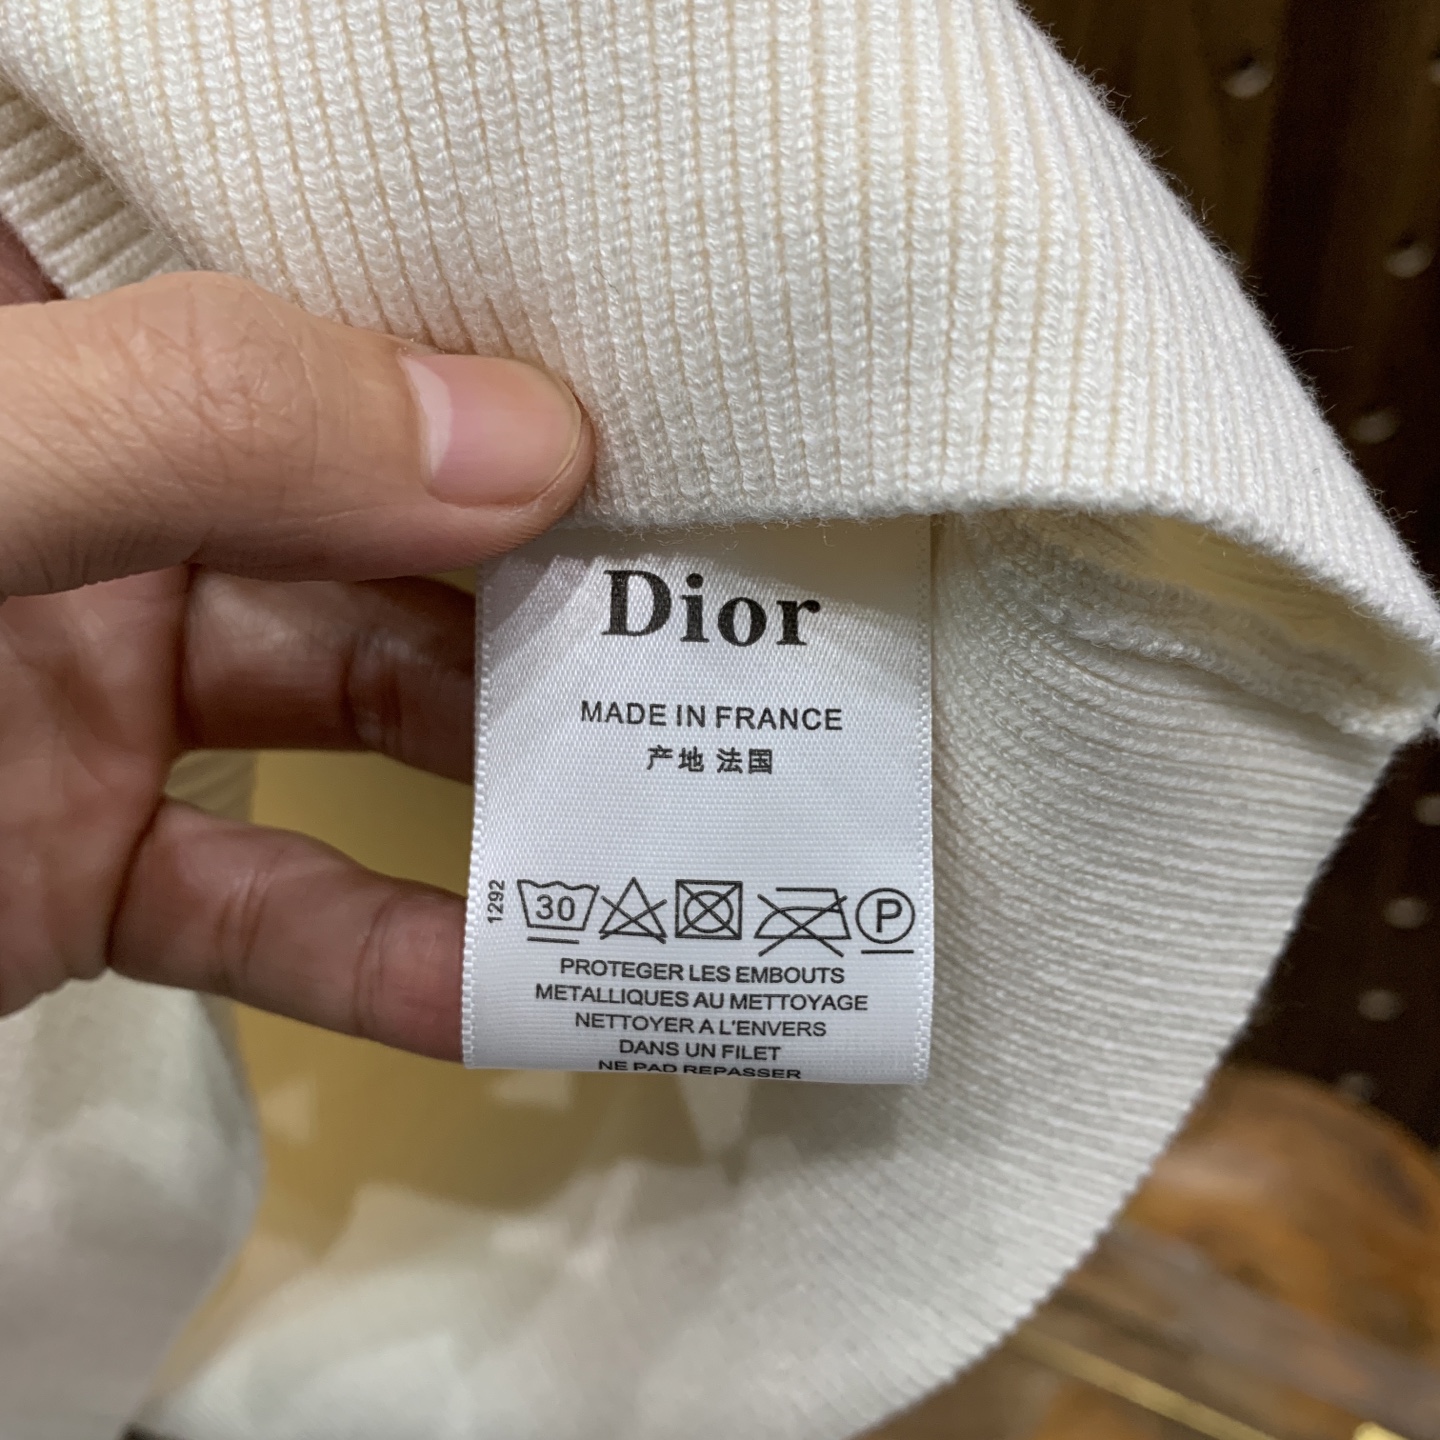 Dior
MADE IN FRANCE
产地 法国
1292
30
P
PROTEGER LES EMBOUTS
METALLIQUES AU METTOYAGE
NETTOYER A L'ENVERS
DANS UN FILET
NE PAD REPASSER